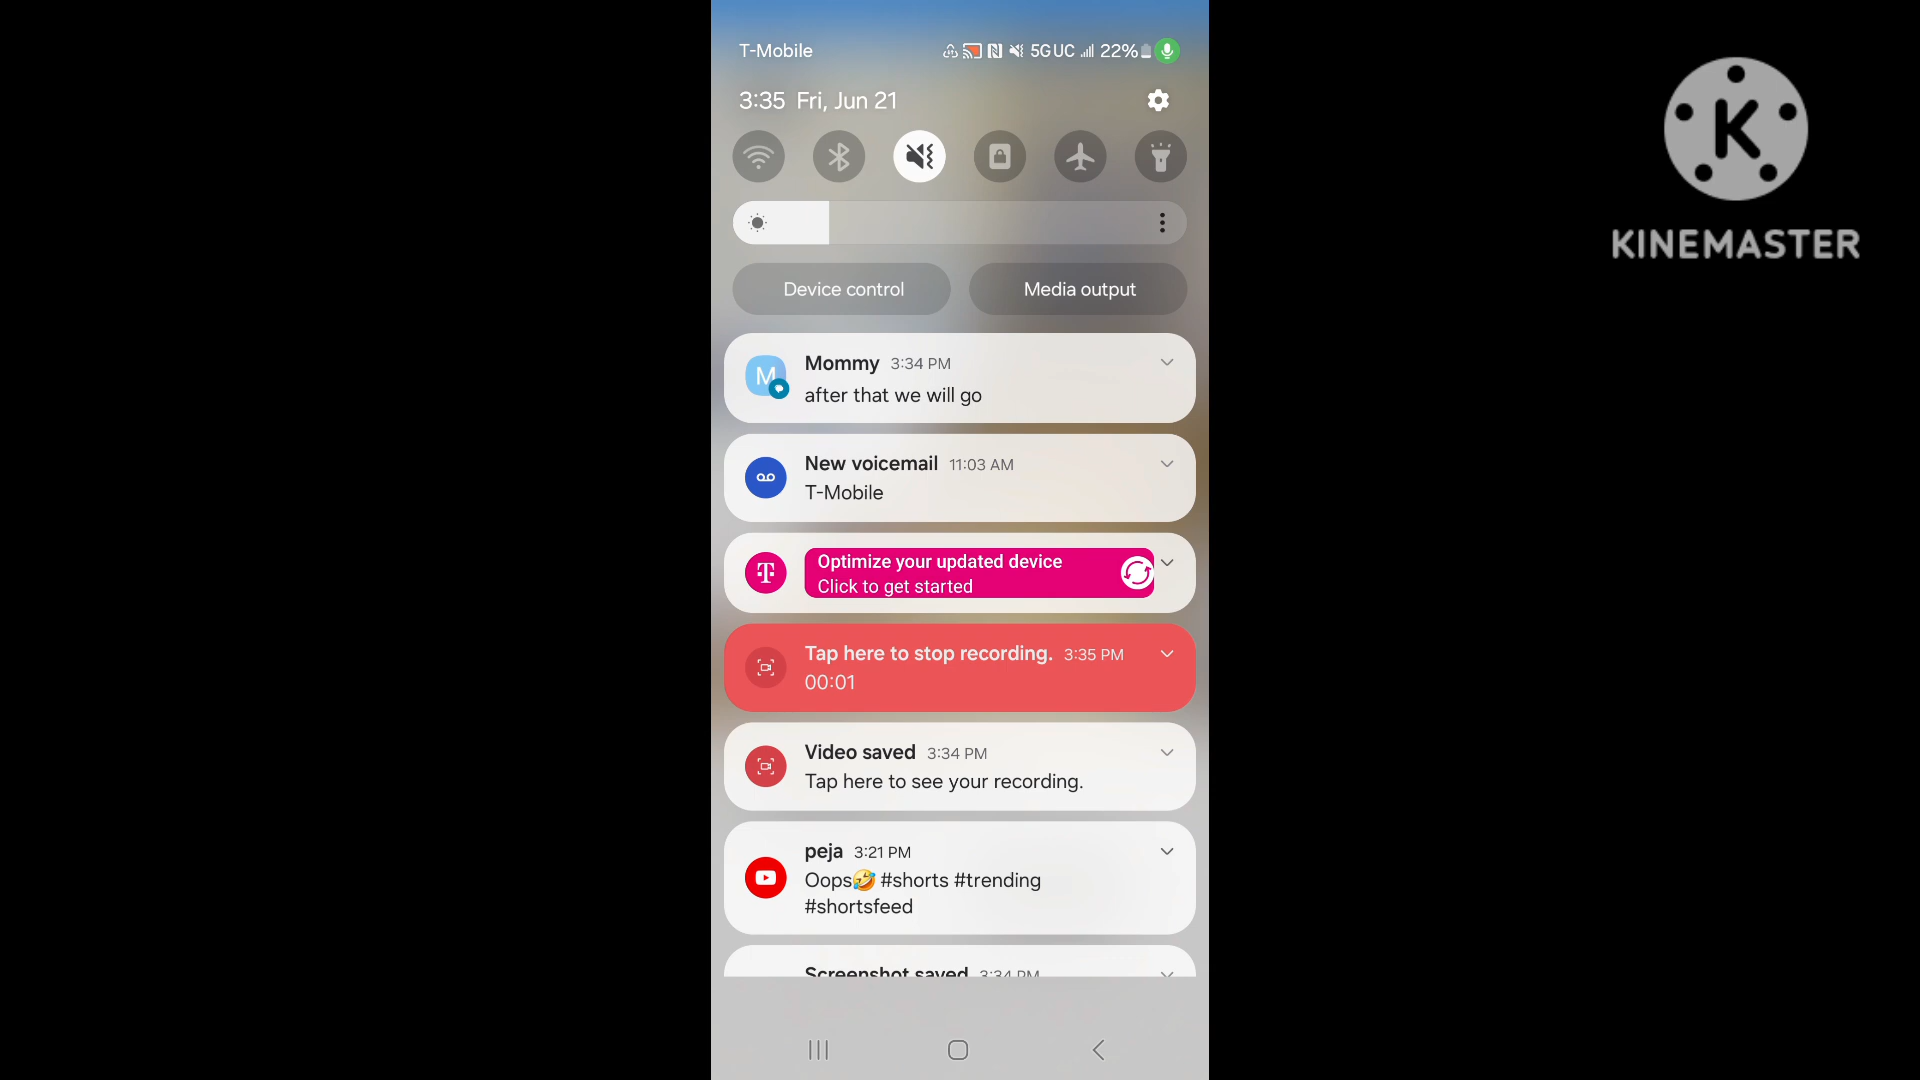 T-Mobile 5G UC 22%
3:35 Fri, Jun 21
Device control Media output
M Mommy 3:34 PM
after that we will go
New voicemail 11:03 AM
T-Mobile
T Optimize your updated device
Click to get started
Tap here to stop recording. 3:35 PM
00:01
Video saved 3:34 PM
Tap here to see your recording.
peja 3:21 PM
Oops🤣 #shorts #trending
#shortsfeed
Screenshot saved 3:34 PM
K
KINEMASTER